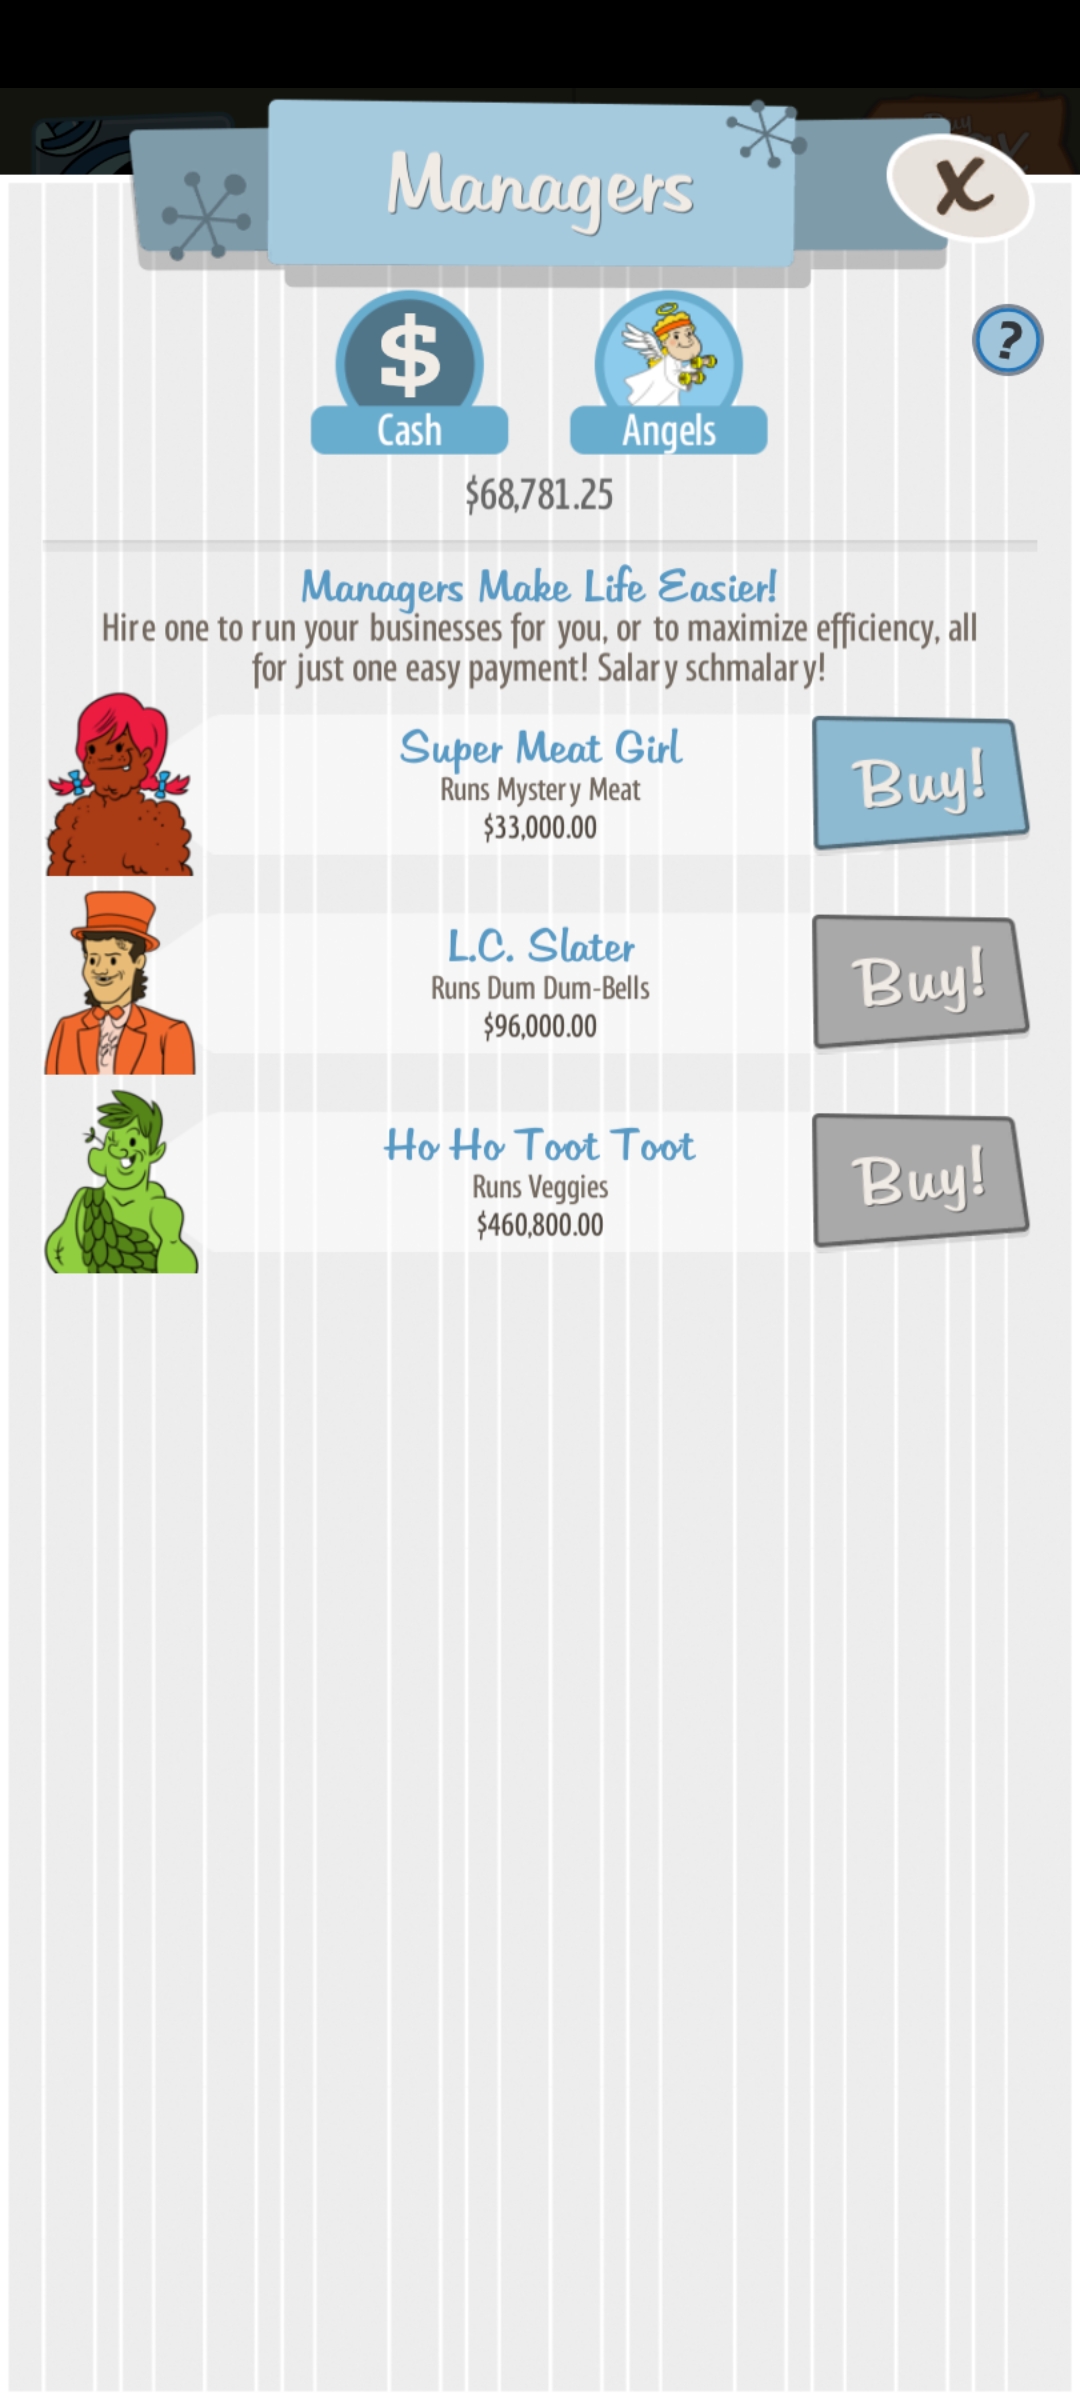 Managers
X
$
?
Cash
Angels
$68,781.25
Managers Make Life Easier!
Hire one to run your businesses for you, or to maximize efficiency, all
for just one easy payment! Salary schmalary!
Super Meat Girl
Runs Mystery Meat
$33,000.00
Buy!
L.C. Slater
Runs Dum Dum-Bells
$96,000.00
Buy!
Ho Ho Toot Toot
Runs Veggies
$460,800.00
Buy!